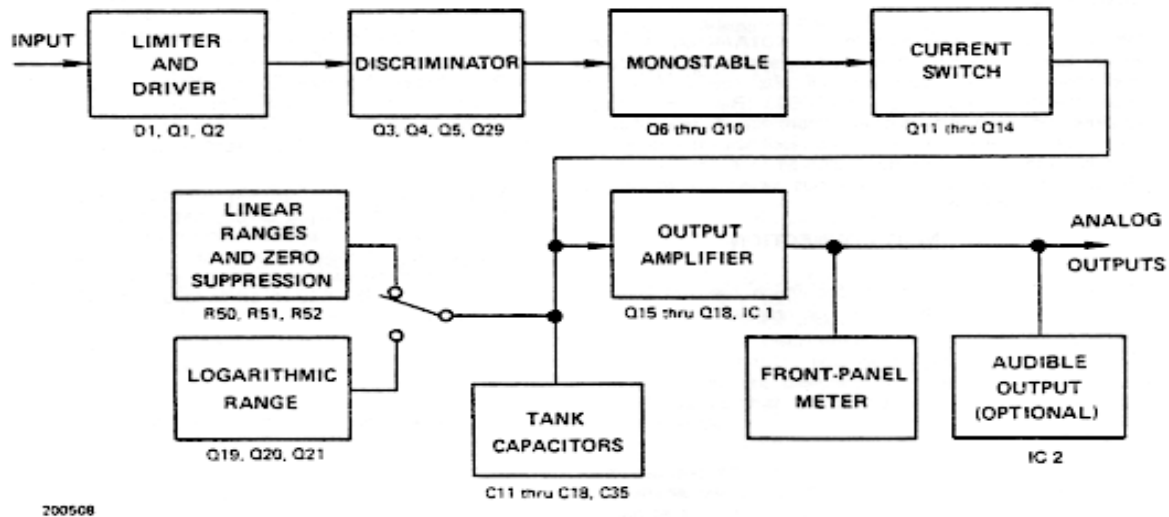 INPUT
LIMITER
AND
DRIVER
D1, Q1, Q2
DISCRIMINATOR
Q3, Q4, Q5, Q29
MONOSTABLE
Q6 thru Q10
CURRENT
SWITCH
Q11 thru Q14
LINEAR
RANGES
AND ZERO
SUPPRESSION
R50, R51, R52
LOGARITHMIC
RANGE
Q19, Q20, Q21
TANK
CAPACITORS
C11 thru C18, C35
OUTPUT
AMPLIFIER
Q15 thru Q18, IC 1
ANALOG
OUTPUTS
FRONT-PANEL
METER
AUDIBLE
OUTPUT
(OPTIONAL)
IC 2
200508